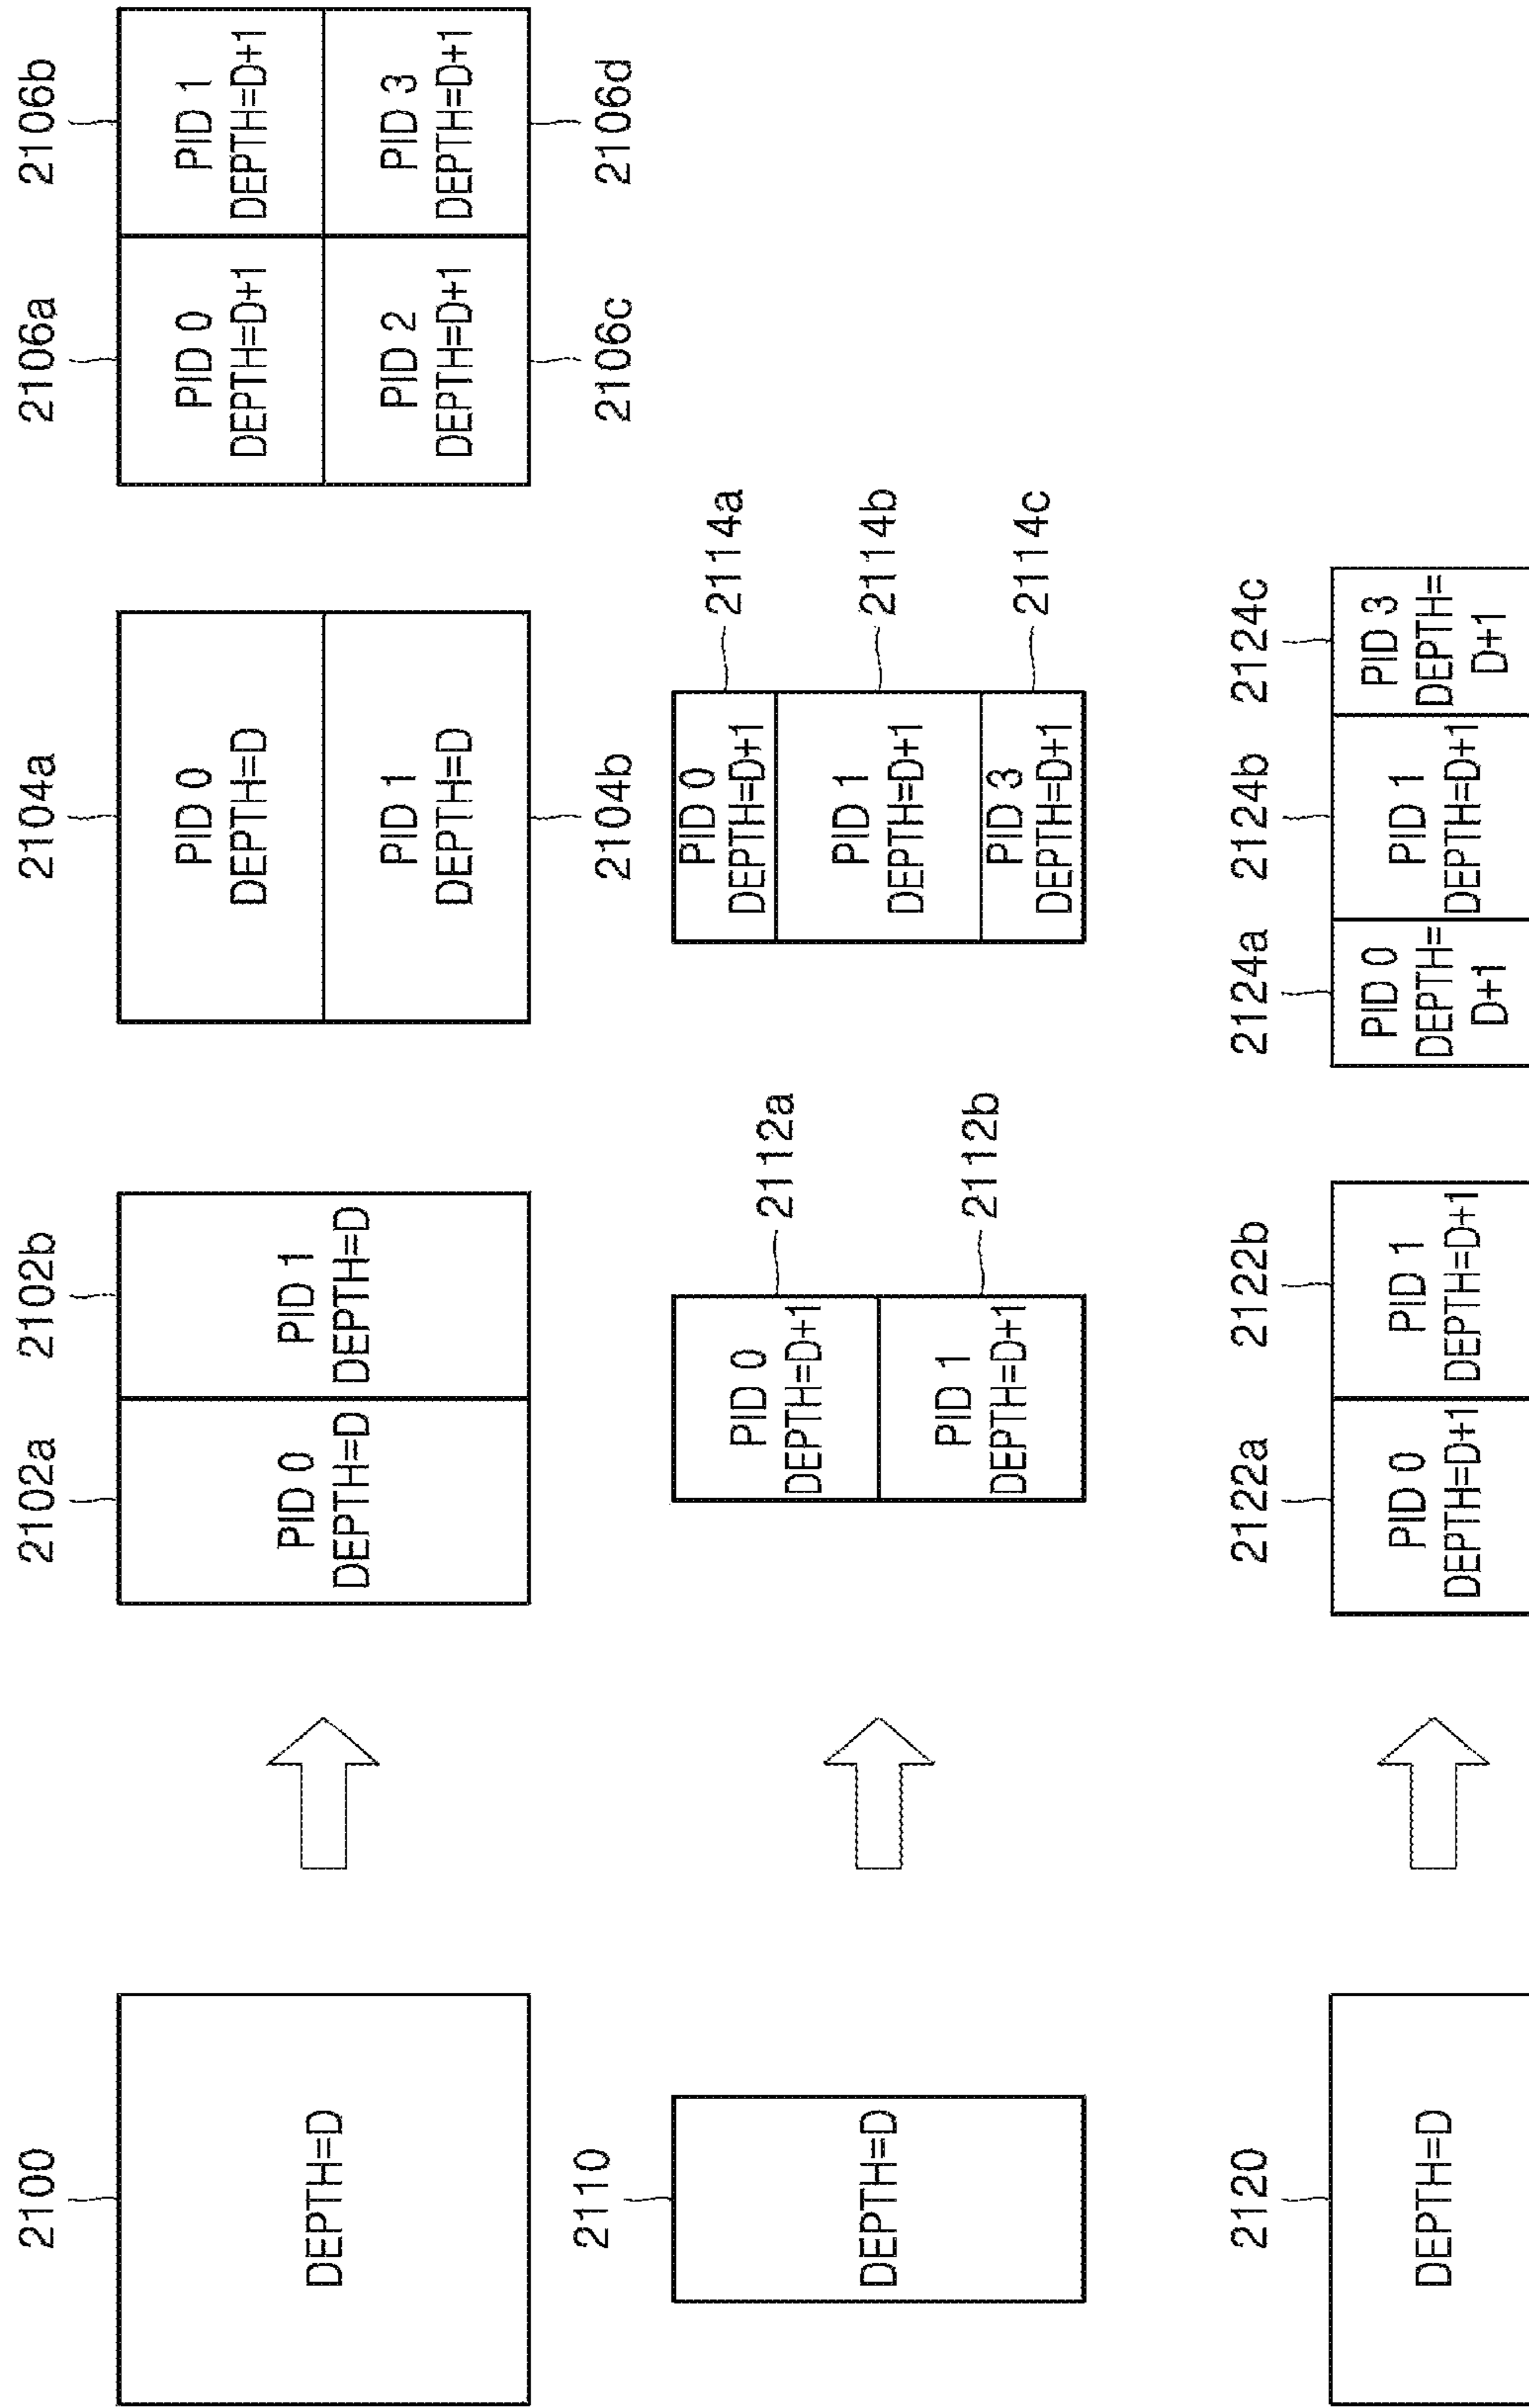 2100
DEPTH=D
2102a
2102b
PID 0
DEPTH=D
PID 1
DEPTH=D
2104a
PID 0
DEPTH=D
PID 1
DEPTH=D
2104b
2106a
2106b
PID 0
DEPTH=D+1
PID 1
DEPTH=D+1
PID 2
DEPTH=D+1
PID 3
DEPTH=D+1
2106c
2106d
2110
DEPTH=D
PID 0
DEPTH=D+1
2112a
PID 1
DEPTH=D+1
2112b
PID 0
DEPTH=D+1
2114a
PID 1
DEPTH=D+1
2114b
PID 3
DEPTH=D+1
2114c
2120
DEPTH=D
2122a
2122b
PID 0
DEPTH=D+1
PID 1
DEPTH=D+1
2124a
2124b
2124c
PID 0
DEPTH=
D+1
PID 1
DEPTH=D+1
PID 3
DEPTH=
D+1